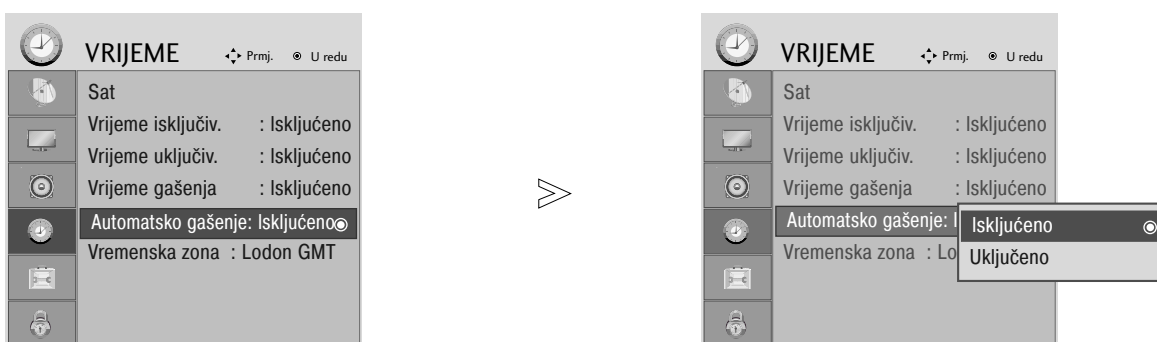 VRIJEME Prmj. U redu
Sat
Vrijeme isključiv. : Isključeno
Vrijeme uključiv. : Isključeno
Vrijeme gašenja : Isključeno
Automatsko gašenje: Iskljućeno
Vremenska zona : Lodon GMT
>
VRIJEME Prmj. U redu
Sat
Vrijeme isključiv. : Isključeno
Vrijeme uključiv. : Isključeno
Vrijeme gašenja : Isključeno
Automatsko gašenje: I
Vremenska zona : Lo
Iskljućeno
Uključeno